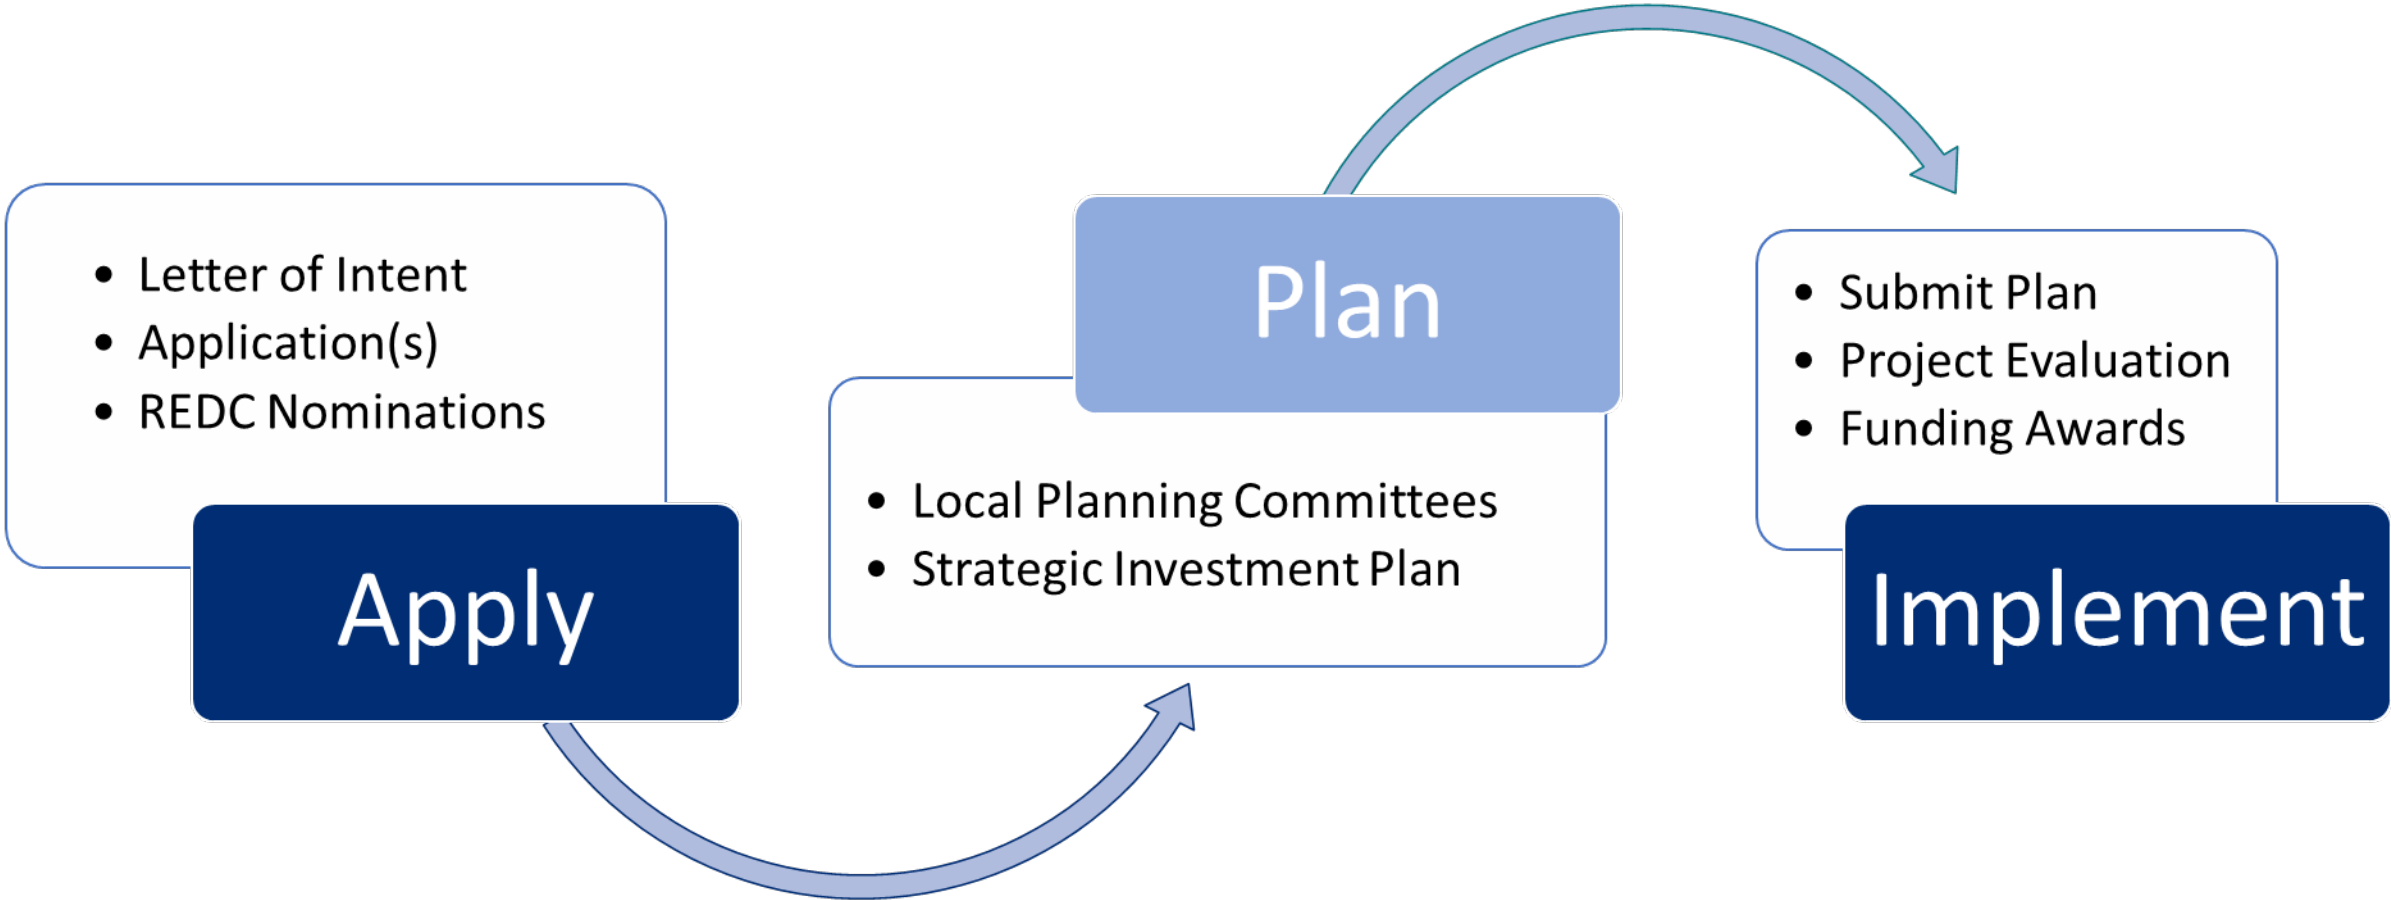 • Letter of Intent
• Application(s)
• REDC Nominations
Apply
Plan
• Local Planning Committees
• Strategic Investment Plan
• Submit Plan
• Project Evaluation
• Funding Awards
Implement